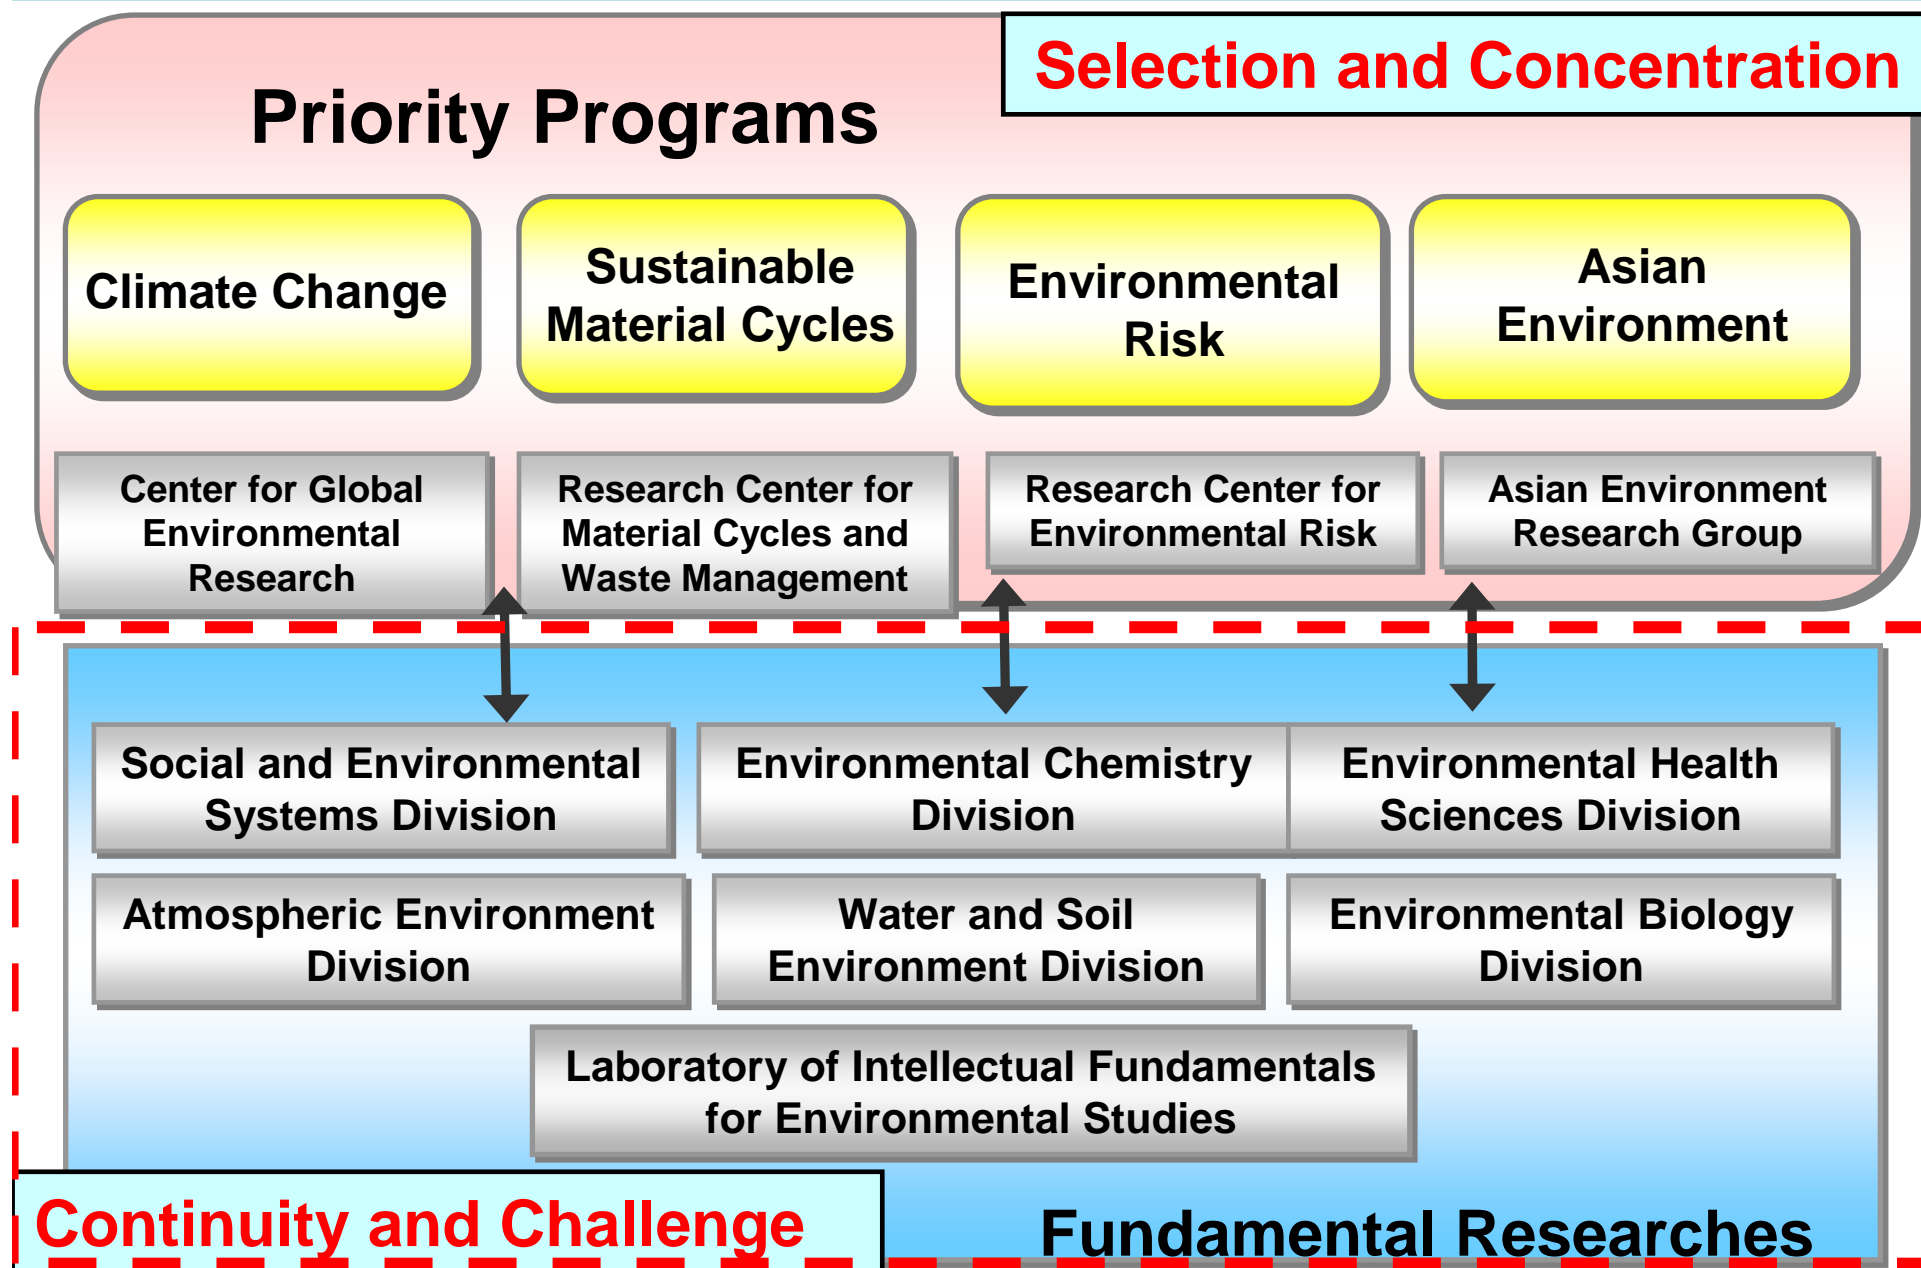 Selection and Concentration
Priority Programs
Climate Change
Sustainable
Material Cycles
Environmental
Risk
Asian
Environment
Center for Global
Environmental
Research
Research Center for
Material Cycles and
Waste Management
Research Center for
Environmental Risk
Asian Environment
Research Group
Social and Environmental
Systems Division
Environmental Chemistry
Division
Environmental Health
Sciences Division
Atmospheric Environment
Division
Water and Soil
Environment Division
Environmental Biology
Division
Laboratory of Intellectual Fundamentals
for Environmental Studies
Continuity and Challenge
Fundamental Researches